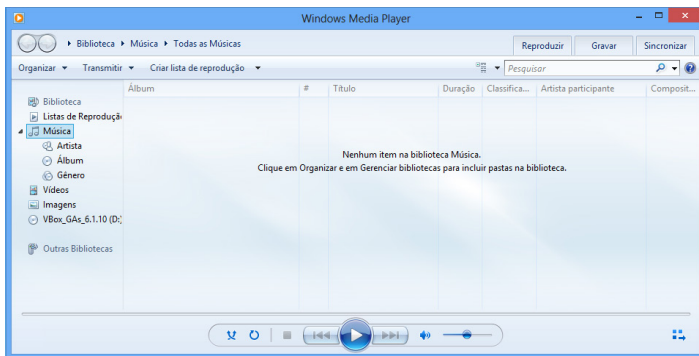 Windows Media Player
Biblioteca Música Todas as Músicas
Reproduzir Gravar Sincronizar
Organizar Transmitir Criar lista de reprodução Pesquisar
Álbum # Título Duração Classifica... Artista participante Composit...
Biblioteca
Listas de Reproduçã
Música
Artista
Álbum
Gênero
Vídeos
Imagens
VBox_GAs_6.1.10 (D:)
Outras Bibliotecas
Nenhum item na biblioteca Música.
Clique em Organizar e em Gerenciar bibliotecas para incluir pastas na biblioteca.